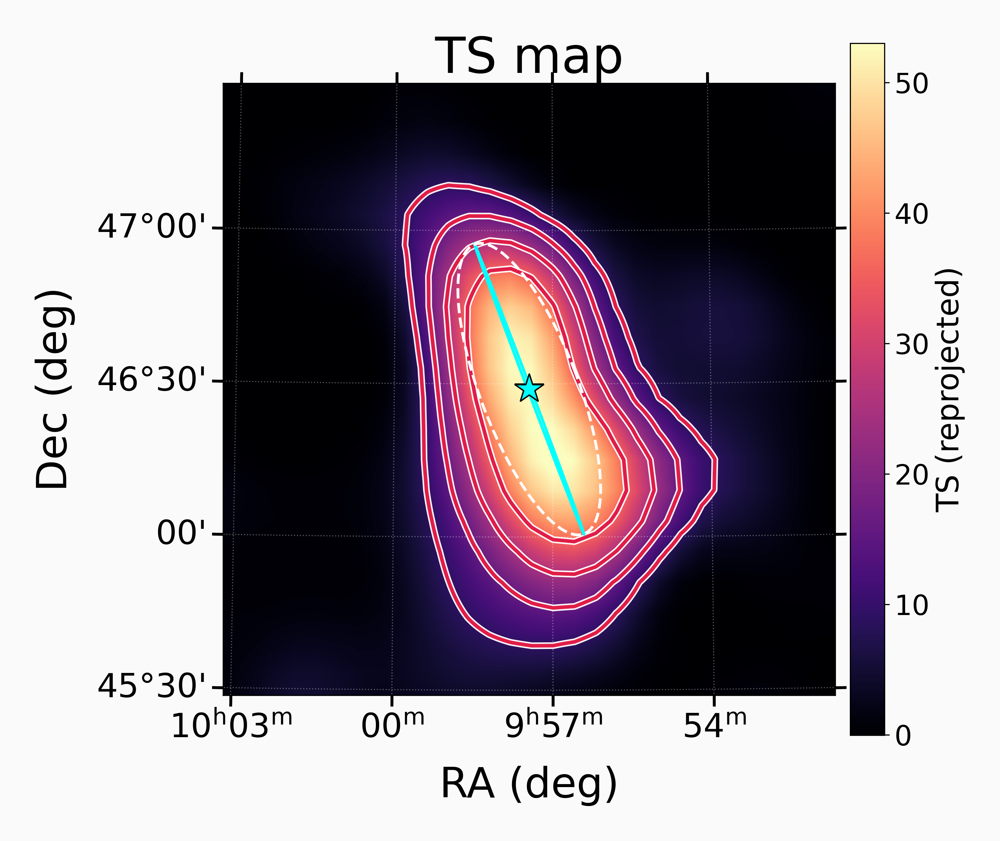 TS map
50
40
30
20
10
0
TS (reprojected)
47°00'
46°30'
00'
45°30'
Dec (deg)
10ʰ03ᵐ 00ᵐ 9ʰ57ᵐ 54ᵐ
RA (deg)